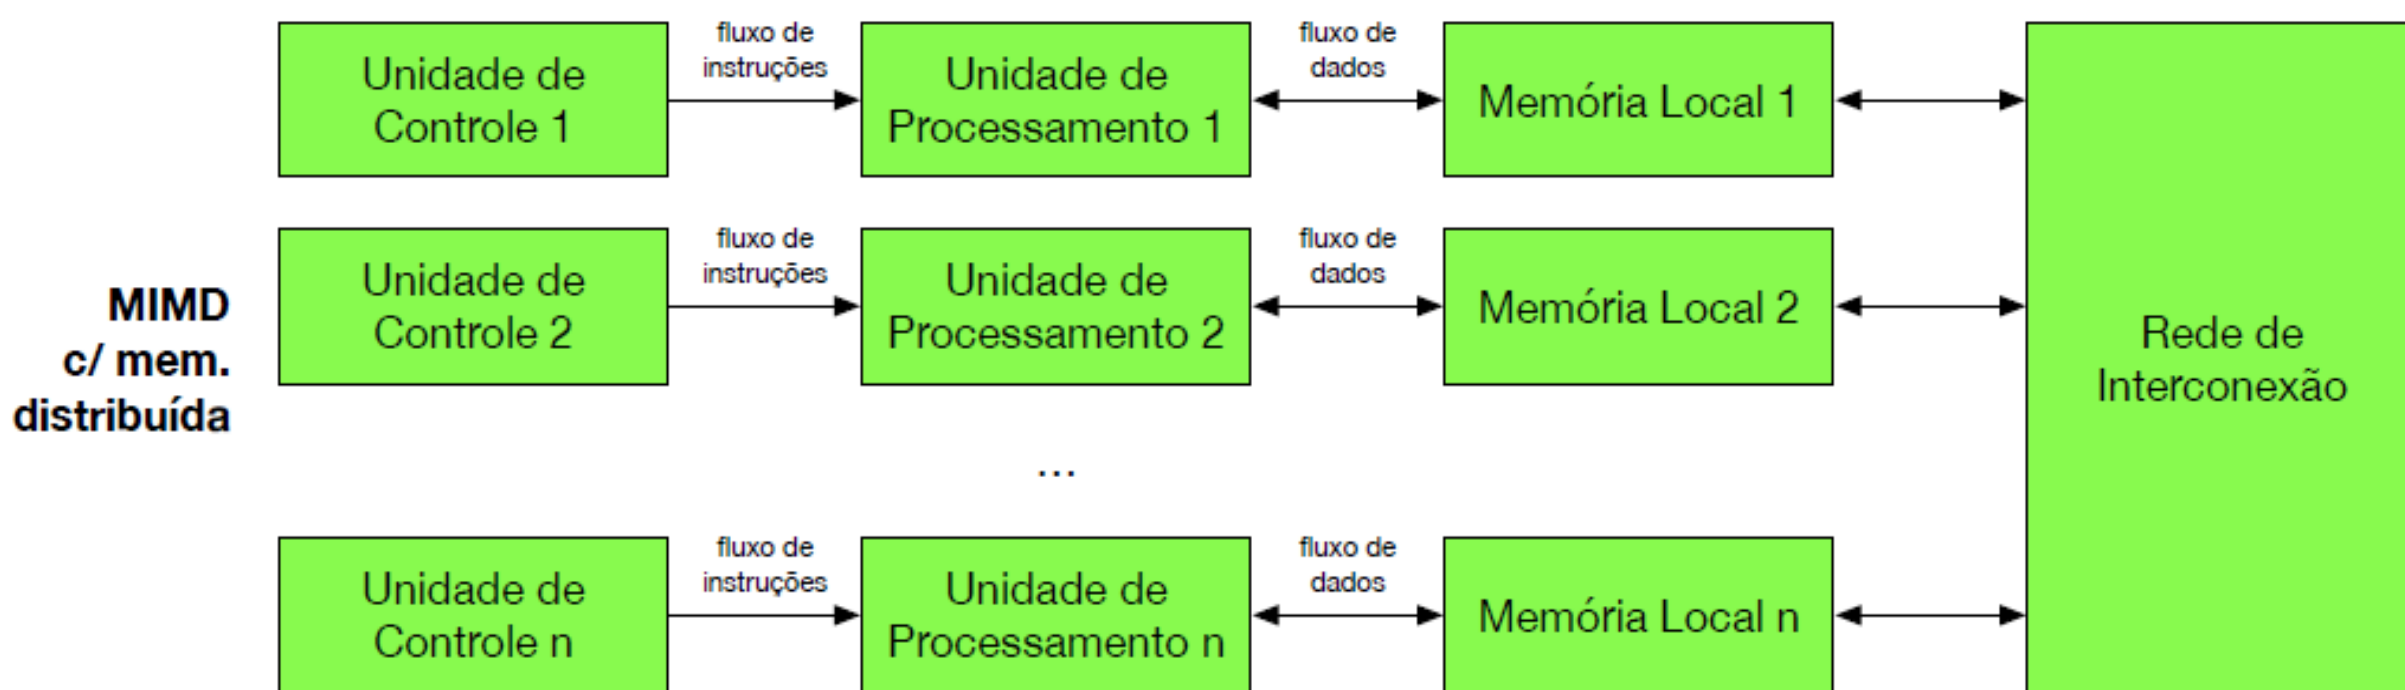 MIMD
c/ mem.
distribuída
Unidade de
Controle 1
fluxo de
instruções
Unidade de
Processamento 1
fluxo de
dados
Memória Local 1
Unidade de
Controle 2
fluxo de
instruções
Unidade de
Processamento 2
fluxo de
dados
Memória Local 2
...
Unidade de
Controle n
fluxo de
instruções
Unidade de
Processamento n
fluxo de
dados
Memória Local n
Rede de
Interconexão